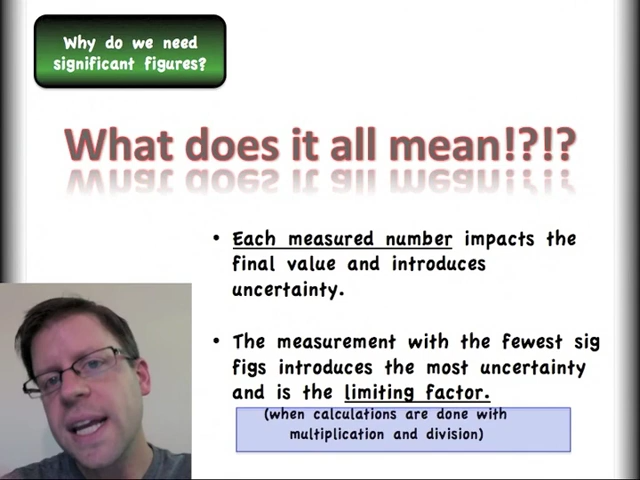 Why do we need
significant figures?
What does it all mean!?!?
• Each measured number impacts the
final value and introduces
uncertainty.
• The measurement with the fewest sig
figs introduces the most uncertainty
and is the limiting factor.
(when calculations are done with
multiplication and division)